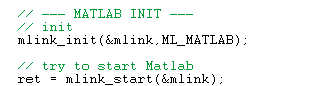 // --- MATLAB INIT ---
// init
mlink_init(&mlink,ML_MATLAB);
// try to start Matlab
ret = mlink_start(&mlink);